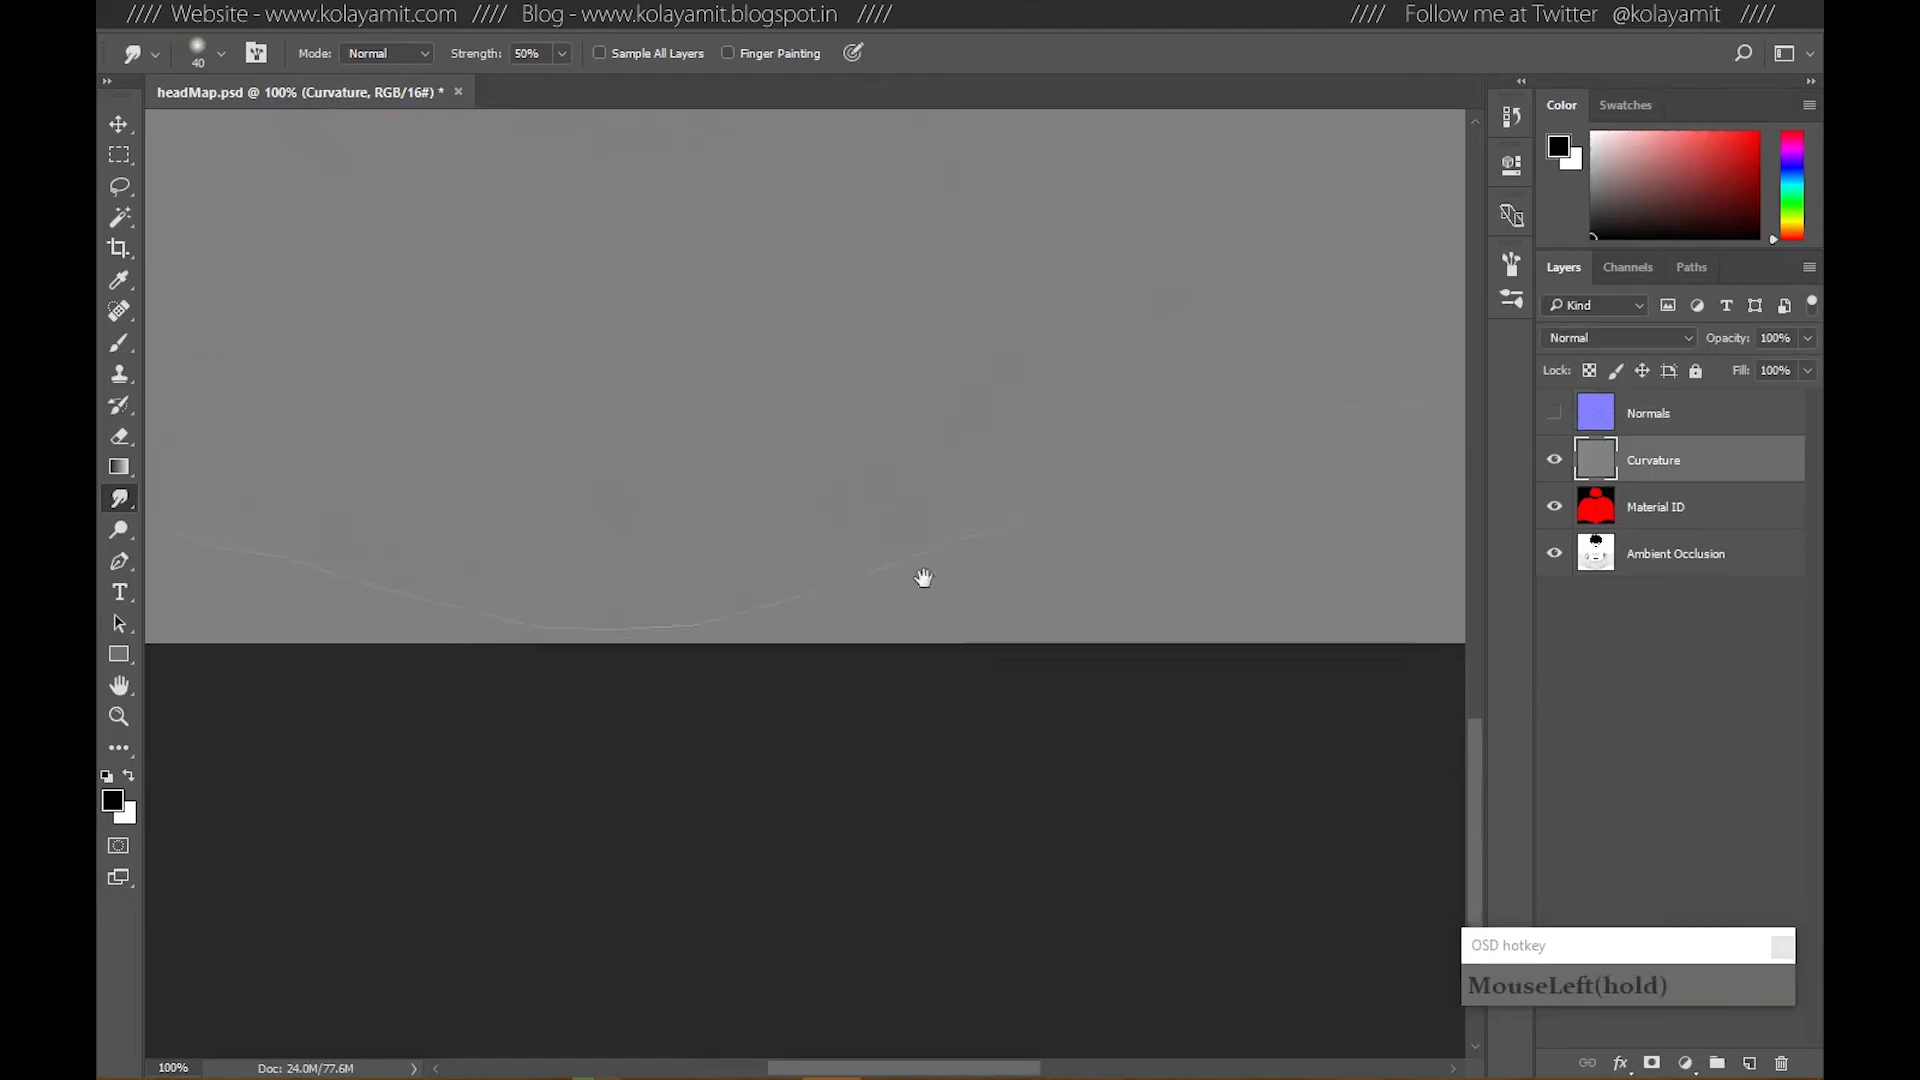 //// Website - www.kolayamit.com //// Blog - www.kolayamit.blogspot.in //// //// Follow me at Twitter @kolayamit ////
40 Mode: Normal Strength: 50% Sample All Layers Finger Painting
headMap.psd @ 100% (Curvature, RGB/16#) * ×
Color Swatches
Layers Channels Paths
Kind
Normal Opacity: 100%
Lock: Fill: 100%
Normals
Curvature
Material ID
Ambient Occlusion
OSD hotkey
MouseLeft(hold)
100% Doc: 24.0M/77.6M